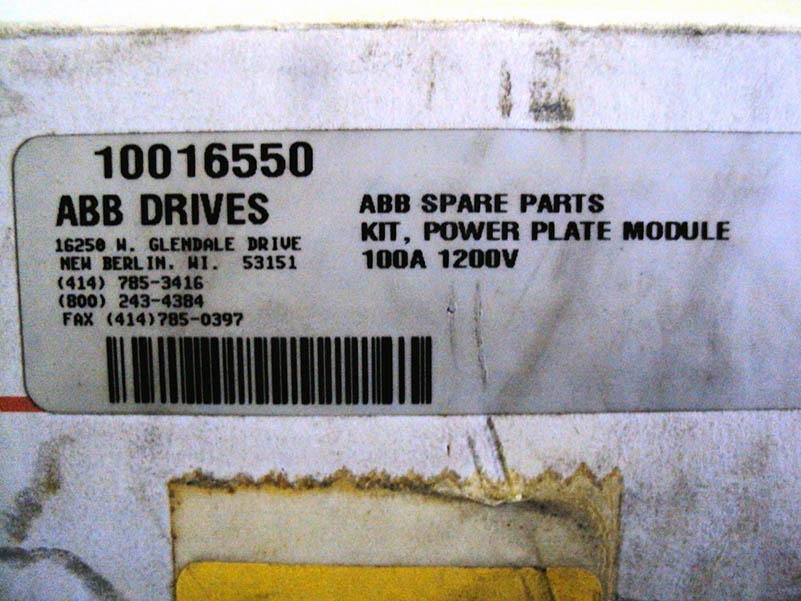 10016550
ABB DRIVES
16250 W. GLENDALE DRIVE
NEW BERLIN. WI. 53151
(414) 785-3416
(800) 243-4384
FAX (414)785-0397
ABB SPARE PARTS
KIT, POWER PLATE MODULE
100A 1200V